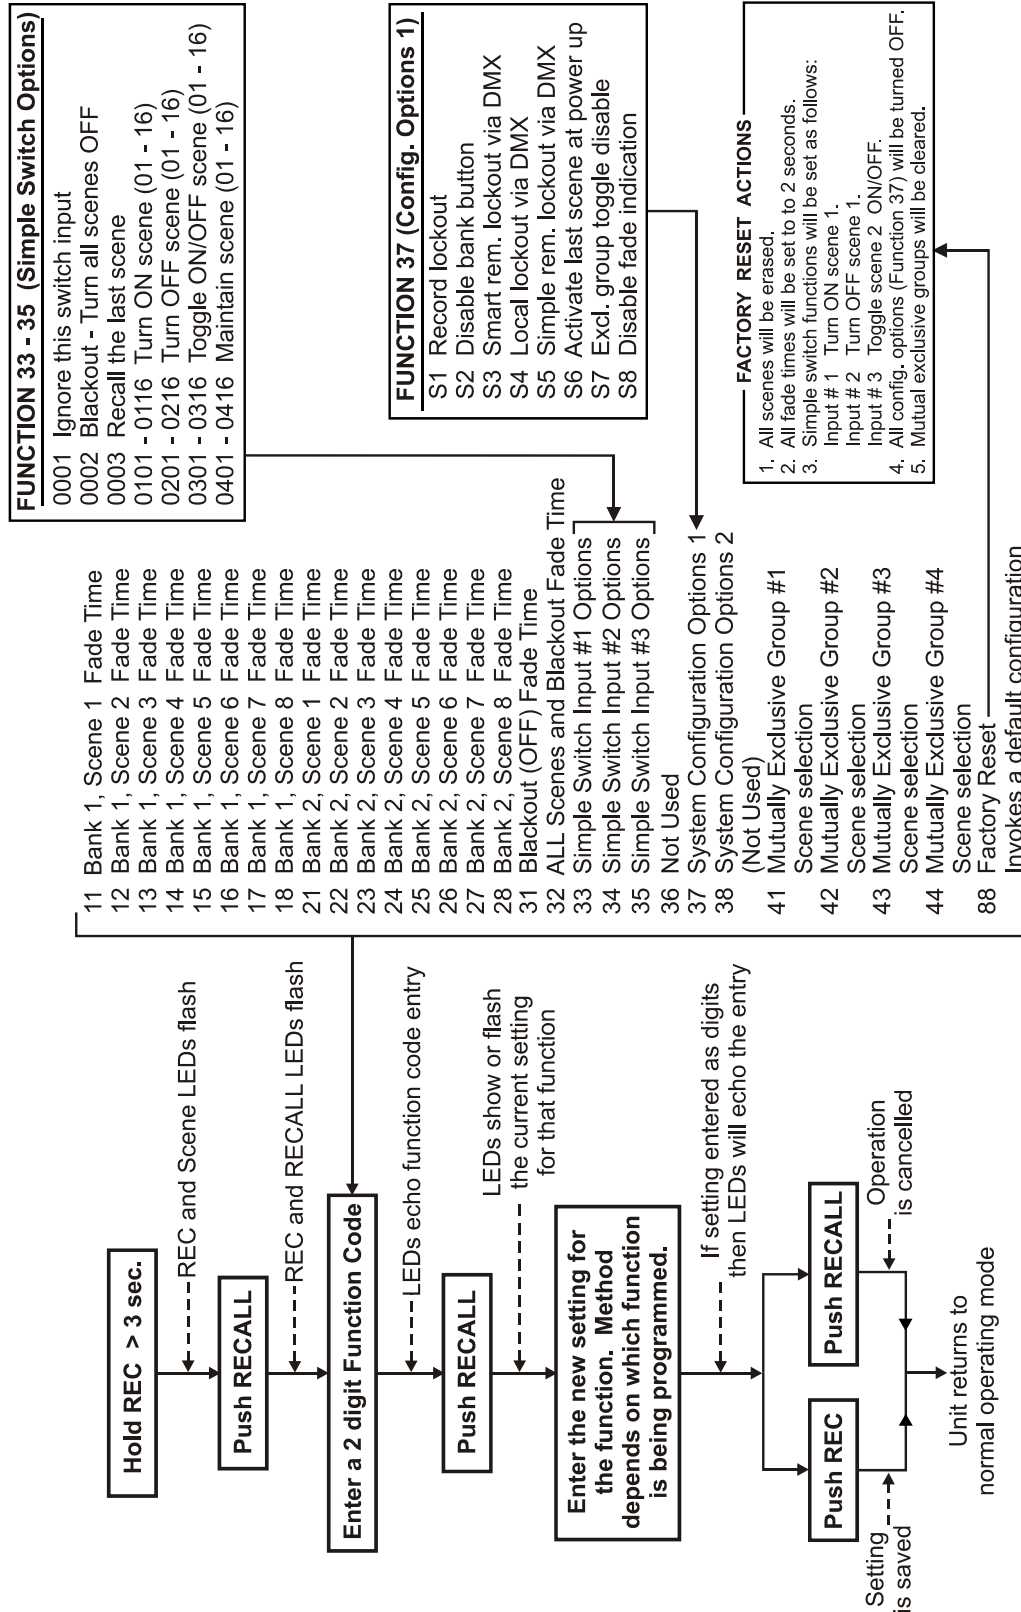 Hold REC > 3 sec.
REC and Scene LEDs flash
Push RECALL
REC and RECALL LEDs flash
Enter a 2 digit Function Code
LEDs echo function code entry
Push RECALL
LEDs show or flash
the current setting
for that function
Enter the new setting for
the function. Method
depends on which function
is being programmed.
If setting entered as digits
then LEDs will echo the entry
Push REC
Push RECALL
Setting
is saved
Operation
is cancelled
Unit returns to
normal operating mode
11 Bank 1, Scene 1 Fade Time
12 Bank 1, Scene 2 Fade Time
13 Bank 1, Scene 3 Fade Time
14 Bank 1, Scene 4 Fade Time
15 Bank 1, Scene 5 Fade Time
16 Bank 1, Scene 6 Fade Time
17 Bank 1, Scene 7 Fade Time
18 Bank 1, Scene 8 Fade Time
21 Bank 2, Scene 1 Fade Time
22 Bank 2, Scene 2 Fade Time
23 Bank 2, Scene 3 Fade Time
24 Bank 2, Scene 4 Fade Time
25 Bank 2, Scene 5 Fade Time
26 Bank 2, Scene 6 Fade Time
27 Bank 2, Scene 7 Fade Time
28 Bank 2, Scene 8 Fade Time
31 Blackout (OFF) Fade Time
32 ALL Scenes and Blackout Fade Time
33 Simple Switch Input #1 Options
34 Simple Switch Input #2 Options
35 Simple Switch Input #3 Options
36 Not Used
37 System Configuration Options 1
38 System Configuration Options 2
(Not Used)
41 Mutually Exclusive Group #1
Scene selection
42 Mutually Exclusive Group #2
Scene selection
43 Mutually Exclusive Group #3
Scene selection
44 Mutually Exclusive Group #4
Scene selection
88 Factory Reset
Invokes a default configuration
FUNCTION 33 - 35 (Simple Switch Options)
0001 Ignore this switch input
0002 Blackout - Turn all scenes OFF
0003 Recall the last scene
0101 - 0116 Turn ON scene (01 - 16)
0201 - 0216 Turn OFF scene (01 - 16)
0301 - 0316 Toggle ON/OFF scene (01 - 16)
0401 - 0416 Maintain scene (01 - 16)
FUNCTION 37 (Config. Options 1)
S1 Record lockout
S2 Disable bank button
S3 Smart rem. lockout via DMX
S4 Local lockout via DMX
S5 Simple rem. lockout via DMX
S6 Activate last scene at power up
S7 Excl. group toggle disable
S8 Disable fade indication
FACTORY RESET ACTIONS
1. All scenes will be erased.
2. All fade times will be set to to 2 seconds.
3. Simple switch functions will be set as follows:
Input # 1 Turn ON scene 1.
Input # 2 Turn OFF scene 1.
Input # 3 Toggle scene 2 ON/OFF.
4. All config. options (Function 37) will be turned OFF.
5. Mutual exclusive groups will be cleared.